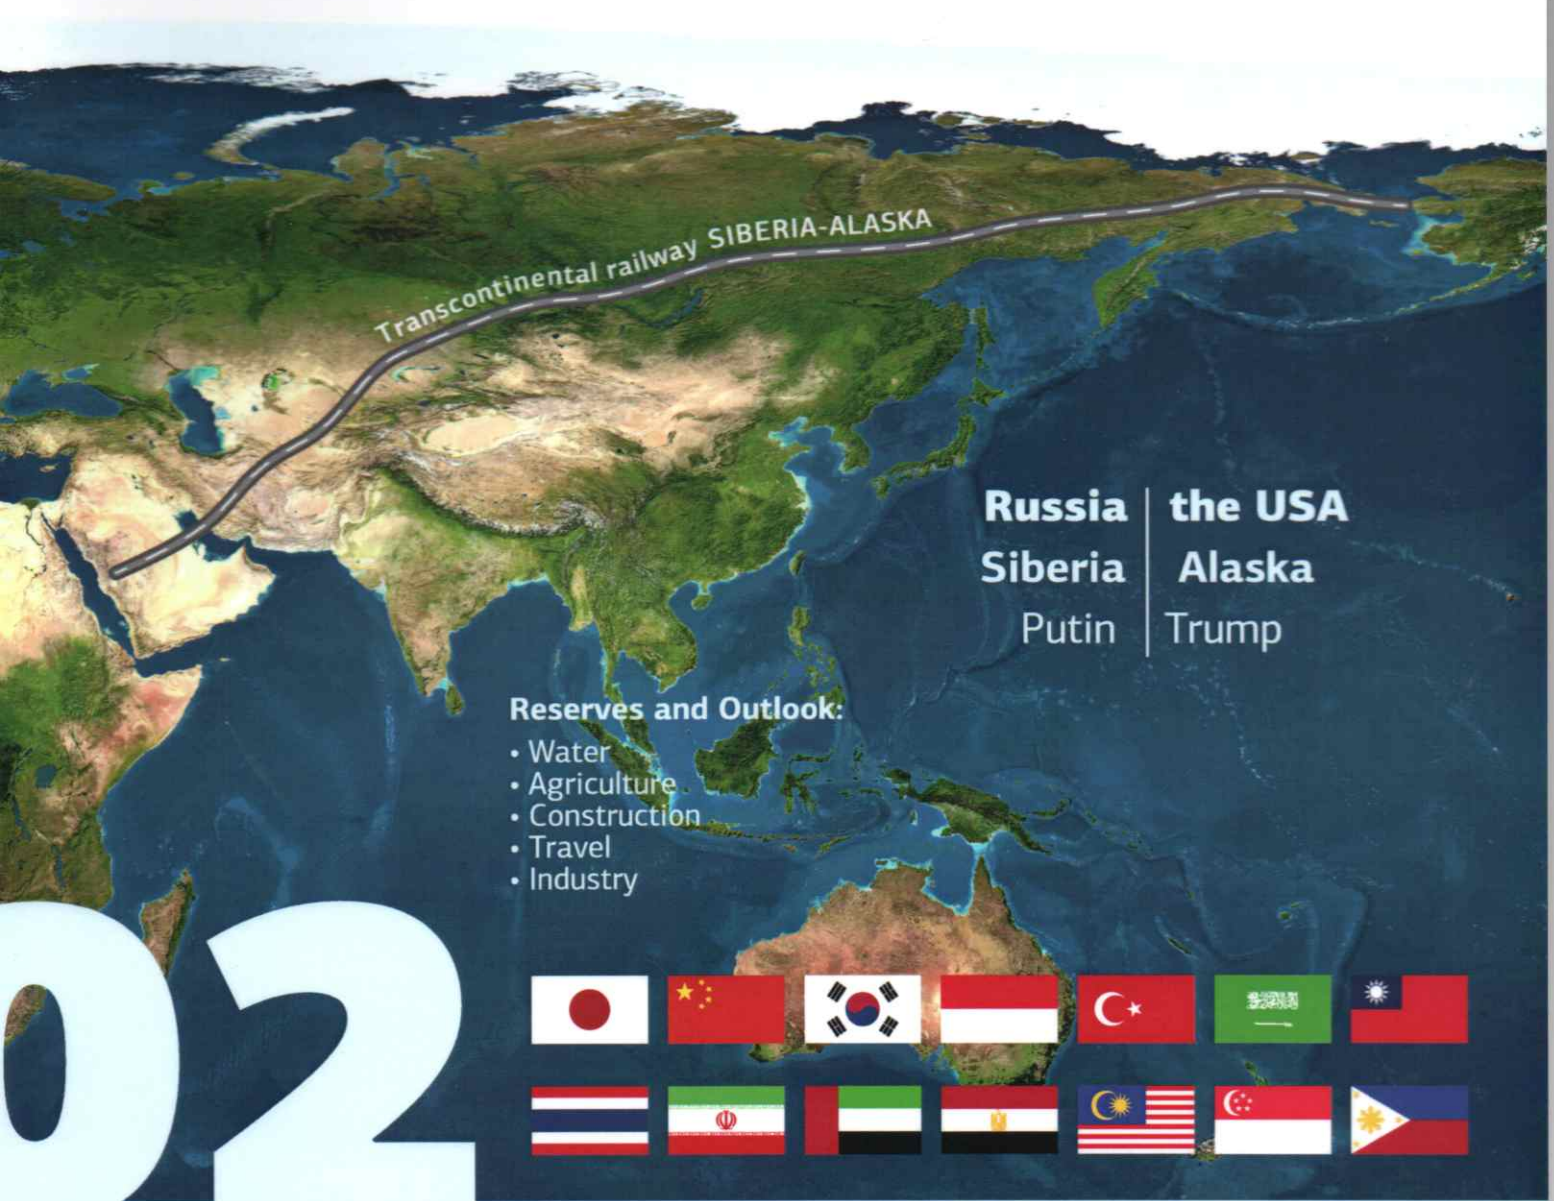 Transcontinental railway SIBERIA-ALASKA
Russia the USA
Siberia Alaska
Putin Trump
Reserves and Outlook:
• Water
• Agriculture
• Construction
• Travel
• Industry
02